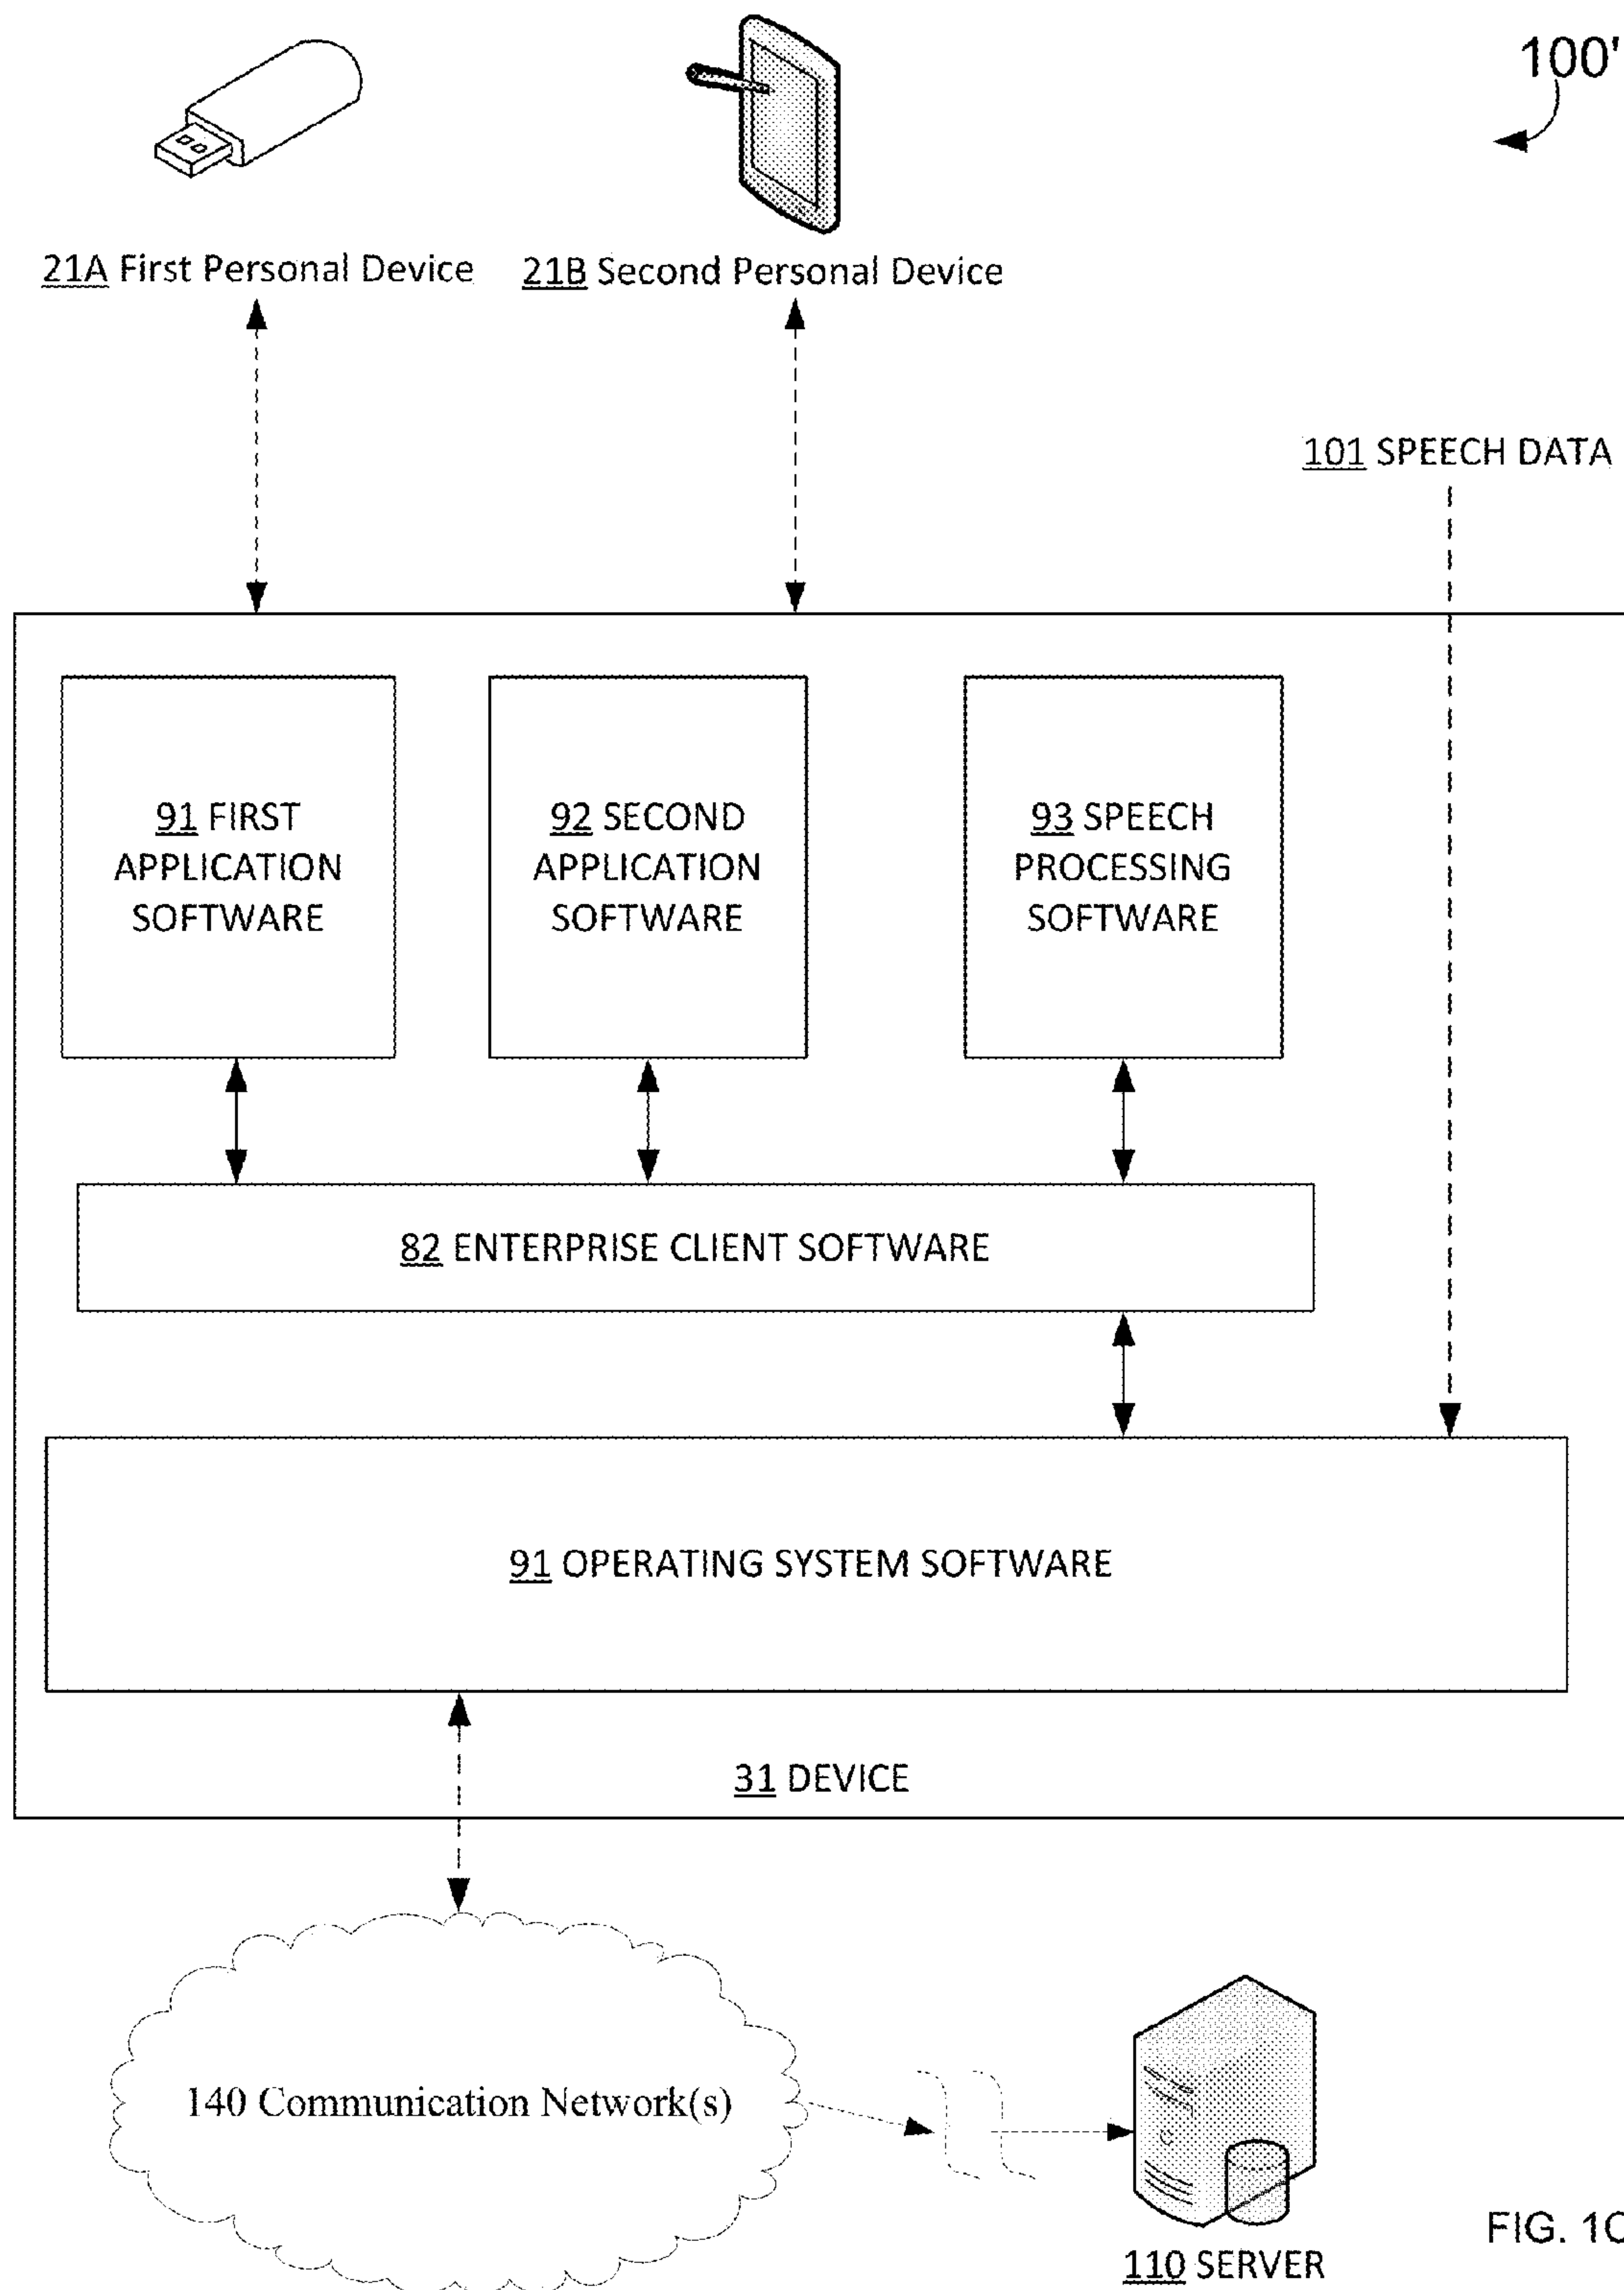 100'
21A First Personal Device
21B Second Personal Device
101 SPEECH DATA
91 FIRST
APPLICATION
SOFTWARE
92 SECOND
APPLICATION
SOFTWARE
93 SPEECH
PROCESSING
SOFTWARE
82 ENTERPRISE CLIENT SOFTWARE
91 OPERATING SYSTEM SOFTWARE
31 DEVICE
140 Communication Network(s)
110 SERVER
FIG.